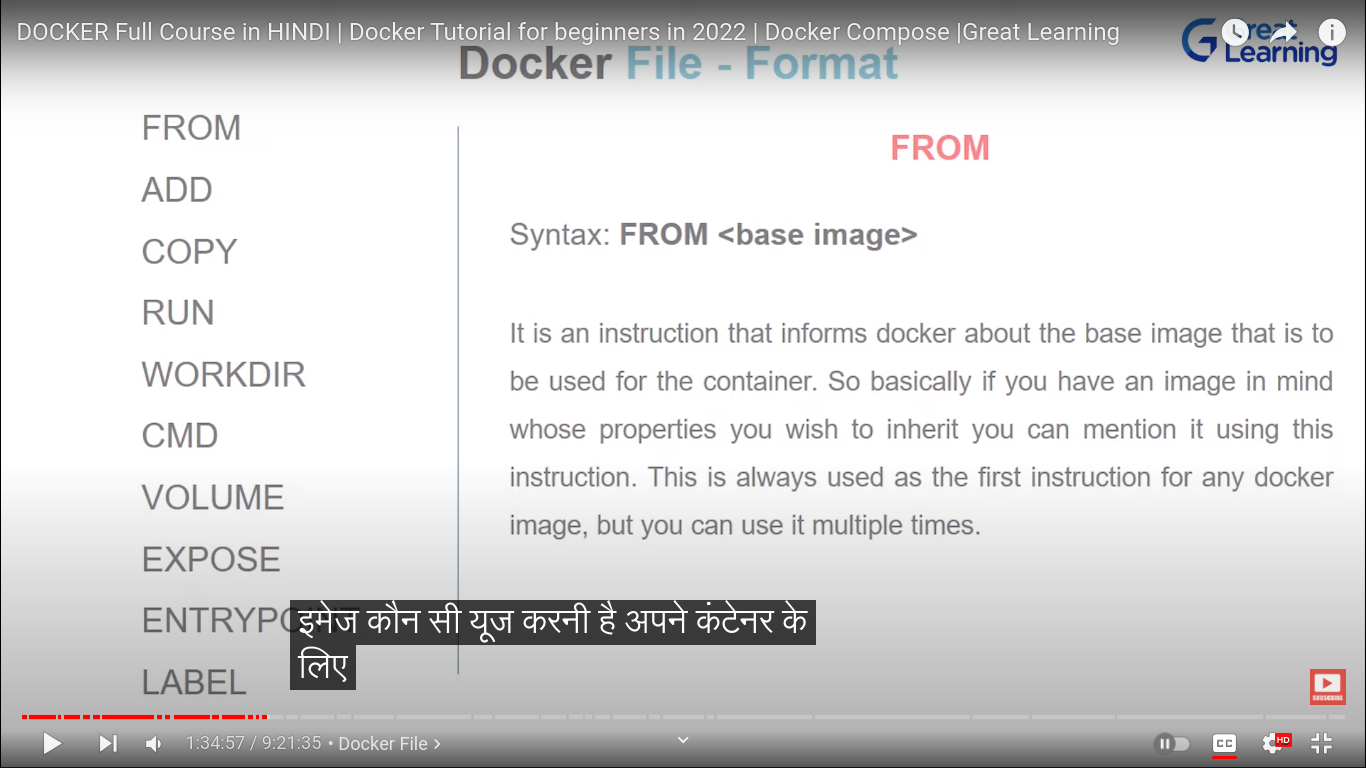 DOCKER Full Course in HINDI | Docker Tutorial for beginners in 2022 | Docker Compose |Great Learning
Great
Learning
Docker File - Format
FROM
ADD
COPY
RUN
WORKDIR
CMD
VOLUME
EXPOSE
ENTRYPOINT
LABEL
FROM
Syntax: FROM <base image>
It is an instruction that informs docker about the base image that is to
be used for the container. So basically if you have an image in mind
whose properties you wish to inherit you can mention it using this
instruction. This is always used as the first instruction for any docker
image, but you can use it multiple times.
इमेज कौन सी यूज करनी है अपने कंटेनर के
लिए
SUBSCRIBE
1:34:57 / 9:21:35 • Docker File >
CC
HD